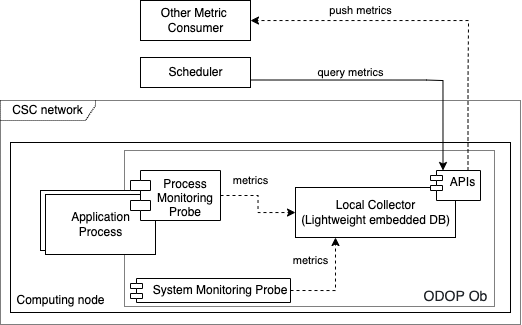 Other Metric
Consumer
push metrics
Scheduler
query metrics
CSC network
Process
Monitoring
Probe
metrics
APIs
Application
Process
Local Collector
(Lightweight embedded DB)
metrics
System Monitoring Probe
Computing node
ODOP Ob